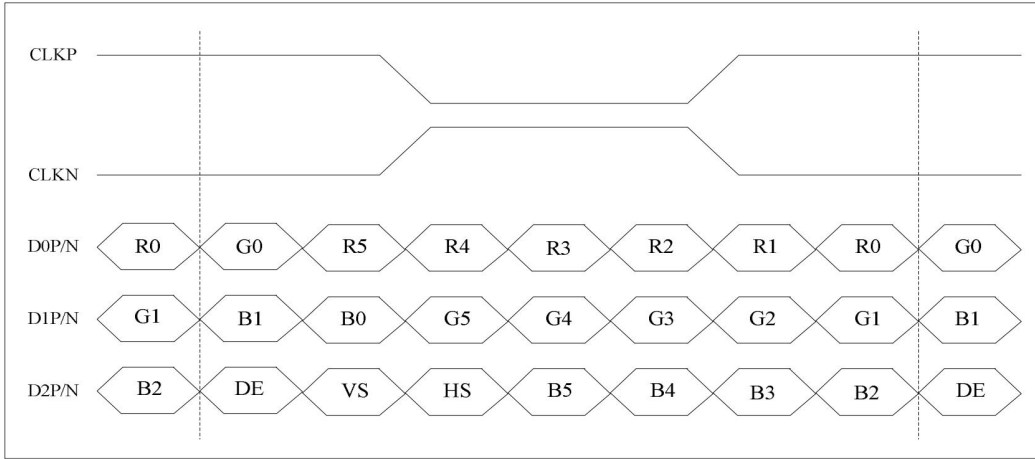 CLKP
CLKN
D0P/N R0 G0 R5 R4 R3 R2 R1 R0 G0
D1P/N G1 B1 B0 G5 G4 G3 G2 G1 B1
D2P/N B2 DE VS HS B5 B4 B3 B2 DE